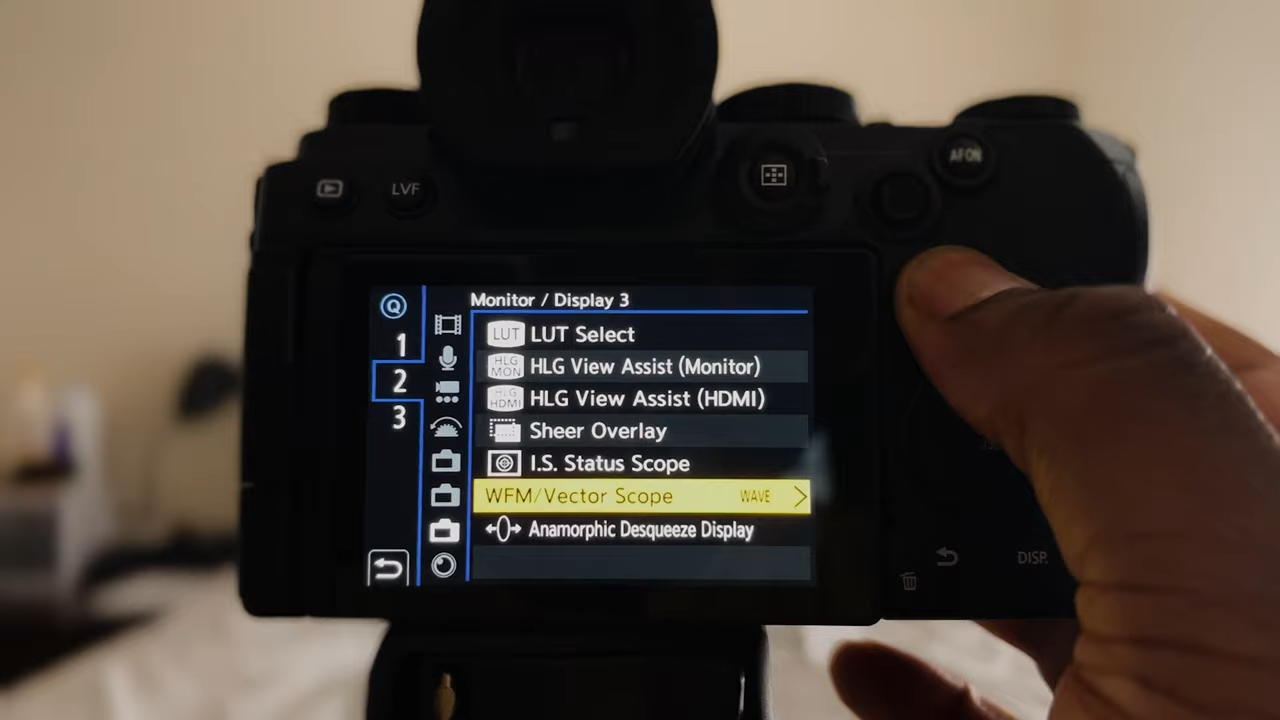 LVF
AF ON
Q
1
2
3
Monitor / Display 3
LUT LUT Select
HLG MON HLG View Assist (Monitor)
HLG HDMI HLG View Assist (HDMI)
Sheer Overlay
I.S. Status Scope
WFM/Vector Scope WAVE
Anamorphic Desqueeze Display
DISP.